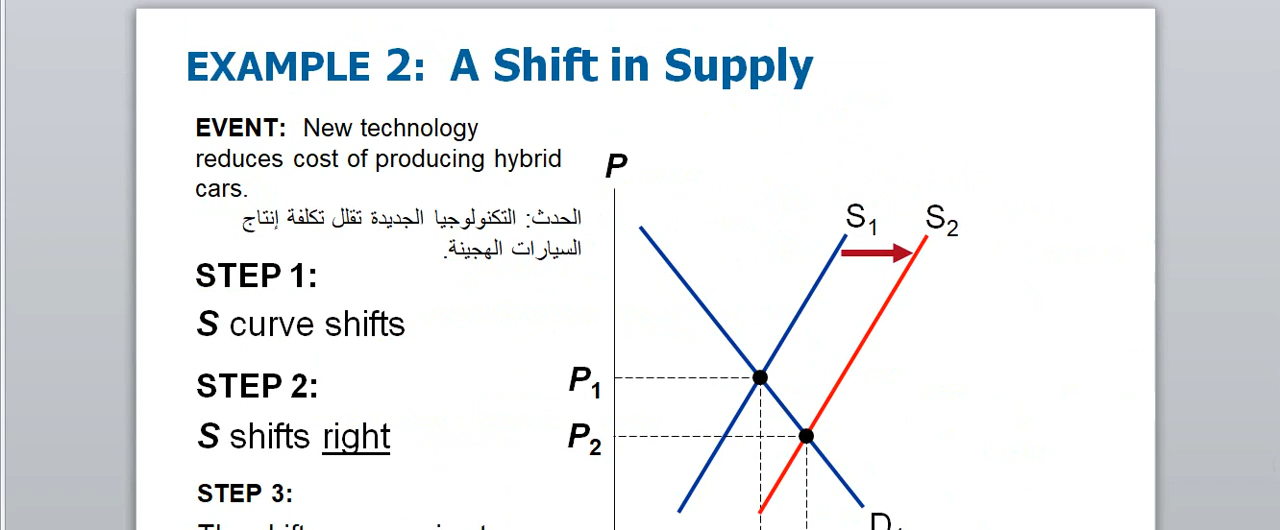 EXAMPLE 2: A Shift in Supply
EVENT: New technology
reduces cost of producing hybrid
cars.
الحدث: التكنولوجيا الجديدة تقلل تكلفة إنتاج
السيارات الهجينة.
STEP 1:
S curve shifts
STEP 2:
S shifts right
STEP 3:
P
S1
S2
P1
P2